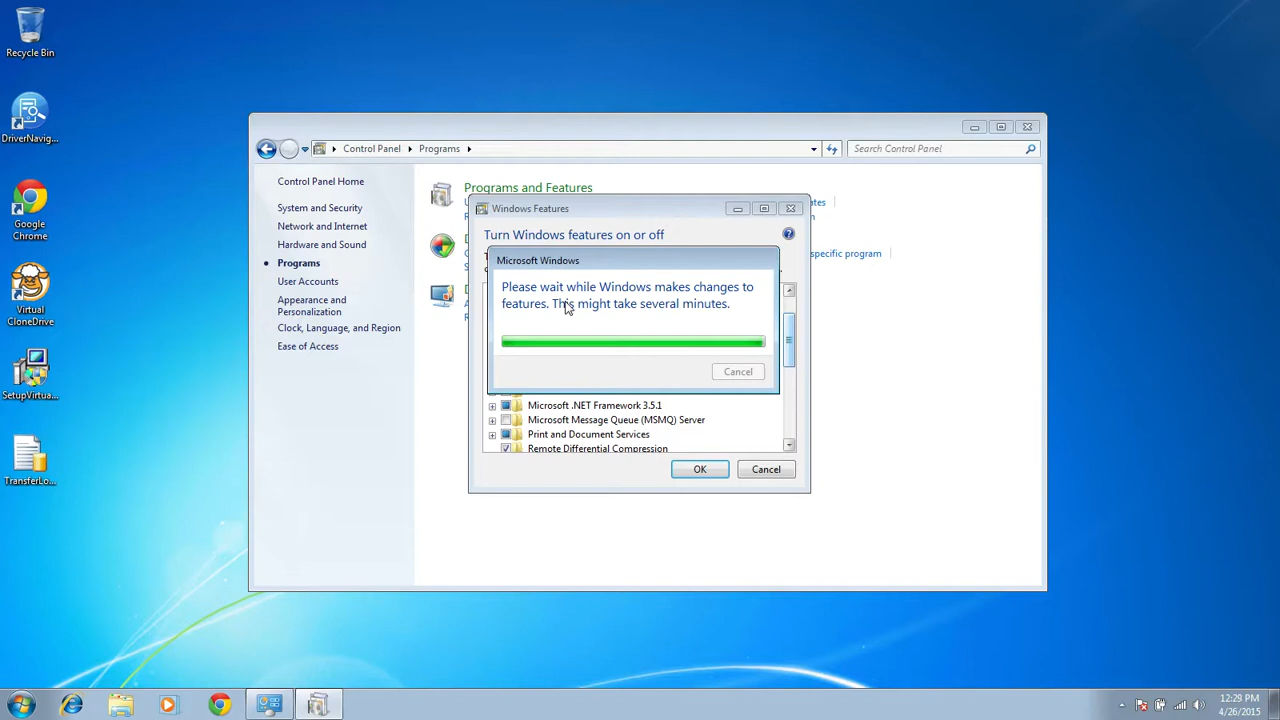 Recycle Bin
DriverNavig...
Google
Chrome
Virtual
CloneDrive
SetupVirtua...
TransferLo...
Control Panel
Programs
Search Control Panel
Control Panel Home
System and Security
Network and Internet
Hardware and Sound
Programs
User Accounts
Appearance and
Personalization
Clock, Language, and Region
Ease of Access
Programs and Features
specific program
Windows Features
Turn Windows features on or off
Microsoft Windows
Please wait while Windows makes changes to
features. This might take several minutes.
Cancel
Microsoft .NET Framework 3.5.1
Microsoft Message Queue (MSMQ) Server
Print and Document Services
Remote Differential Compression
OK
Cancel
12:29 PM
4/26/2015